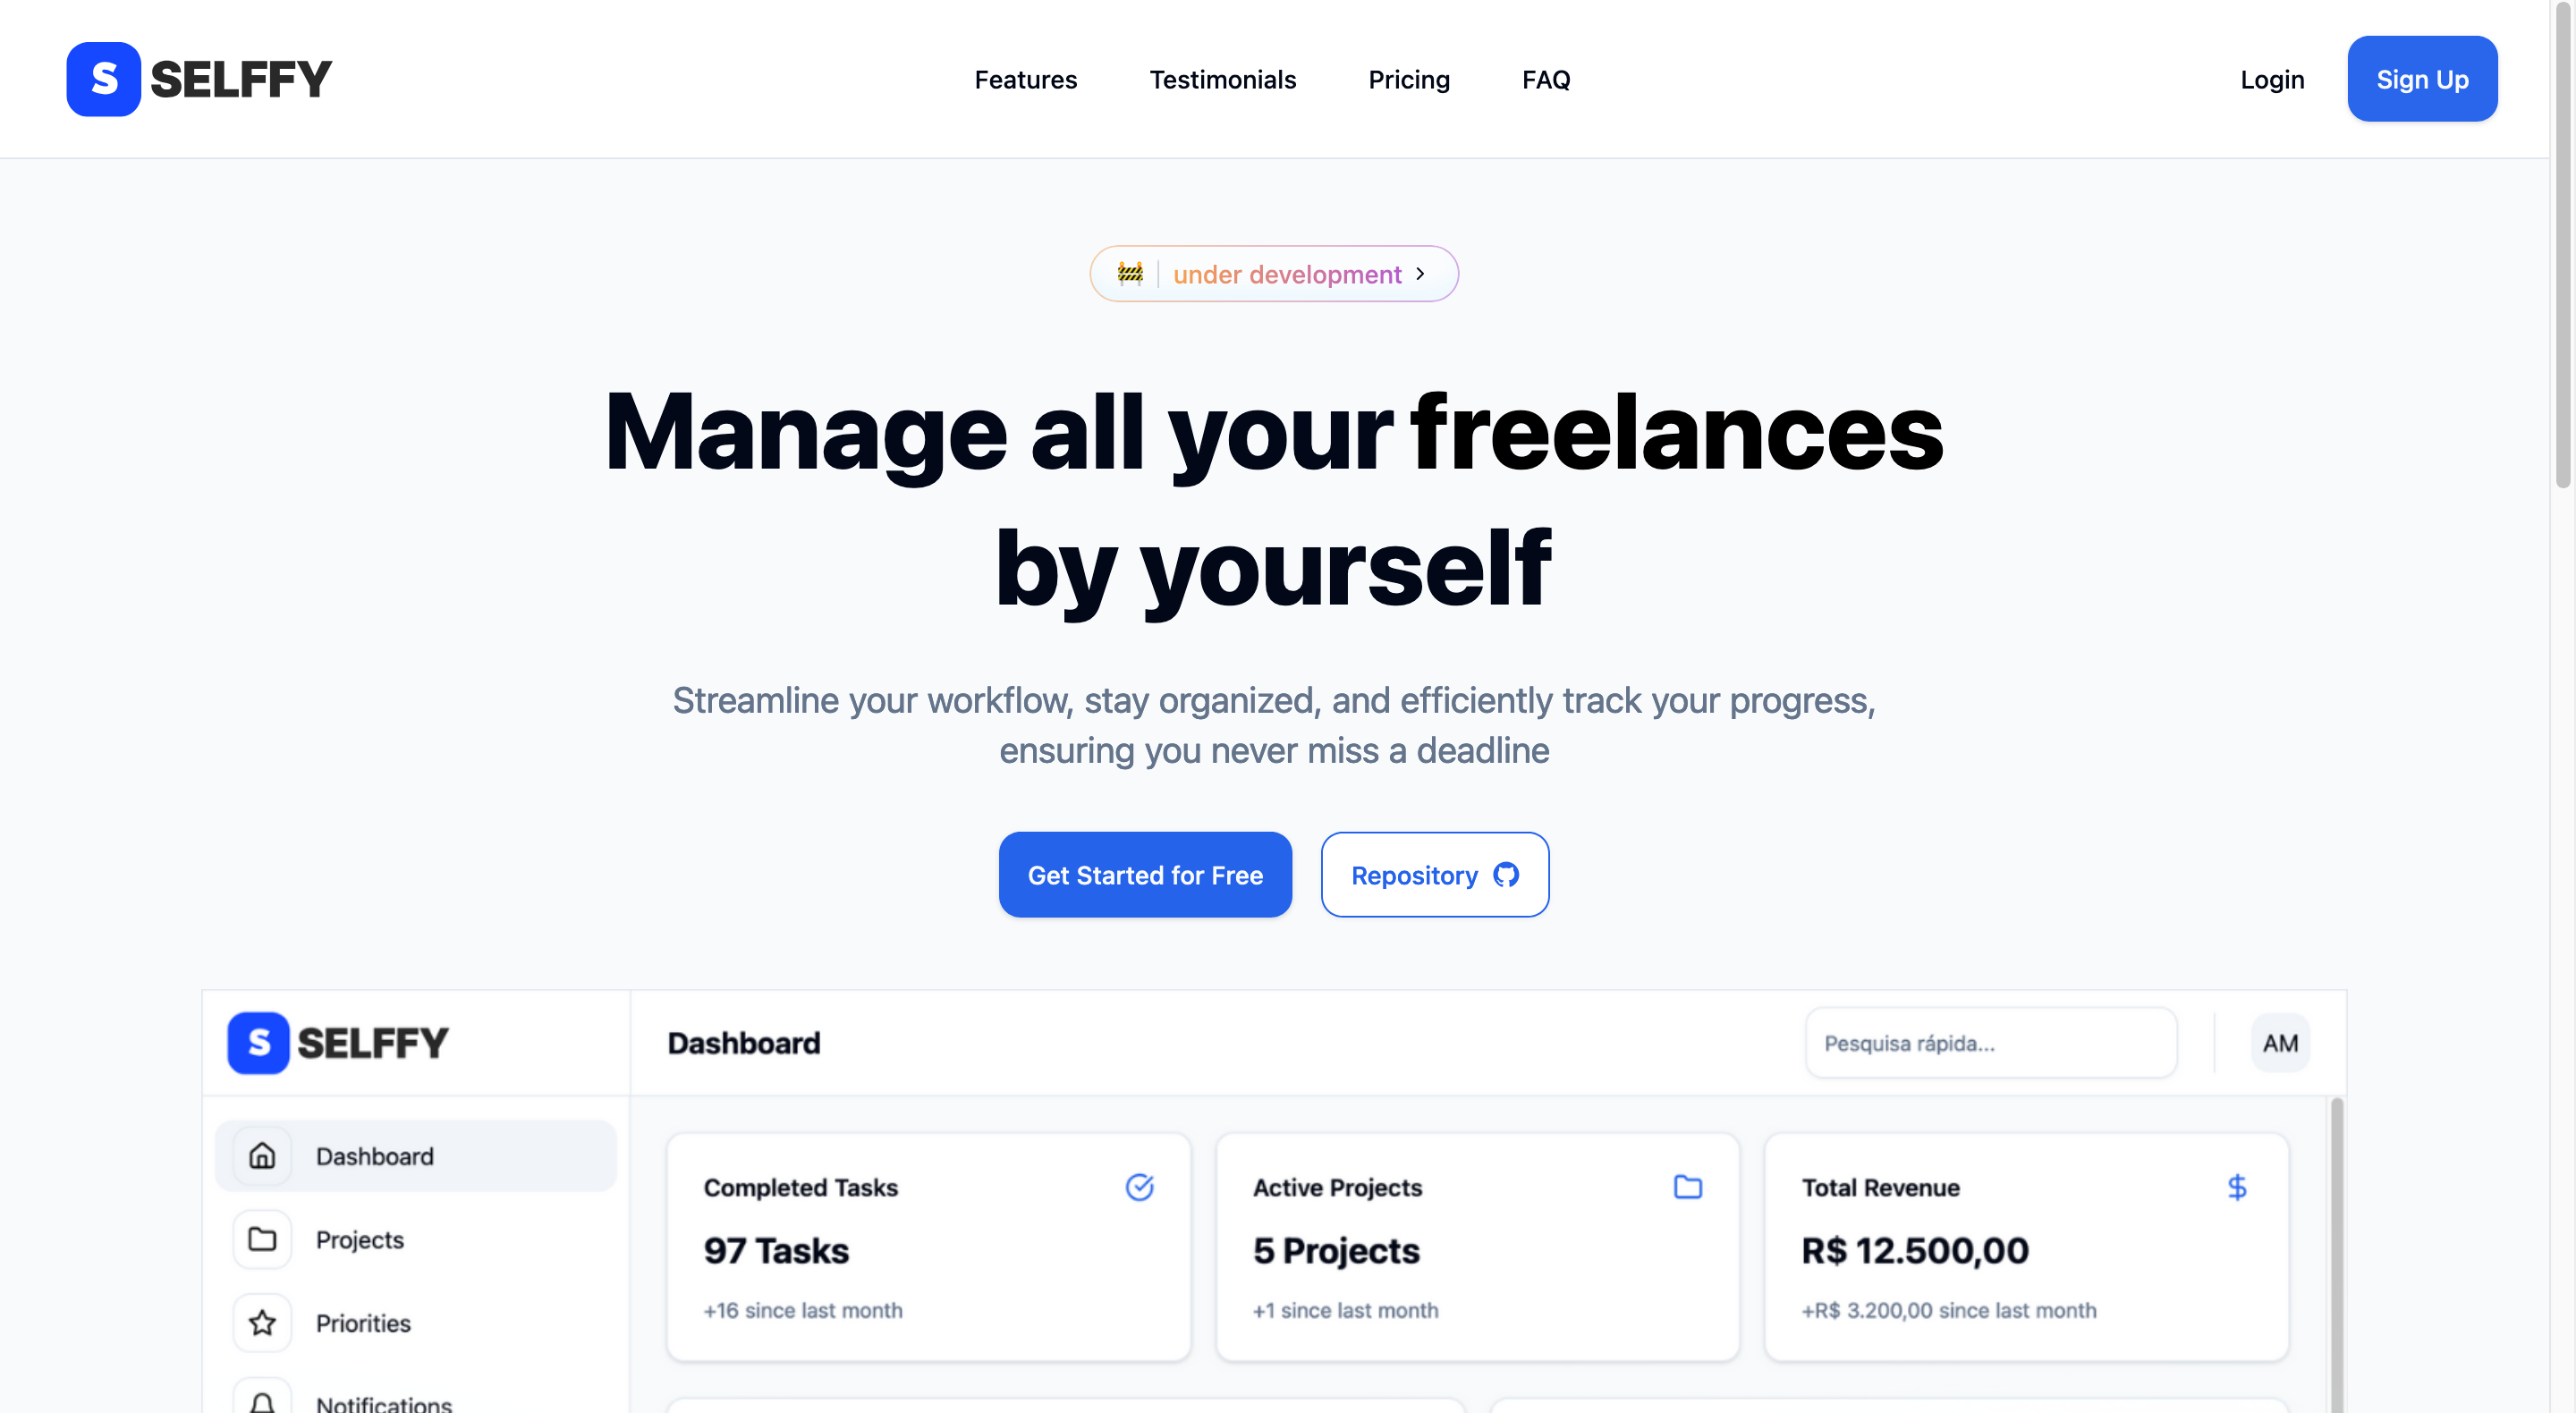 S SELFFY
Features
Testimonials
Pricing
FAQ
Login
Sign Up
under development
Manage all your freelances
by yourself
Streamline your workflow, stay organized, and efficiently track your progress,
ensuring you never miss a deadline
Get Started for Free
Repository
S SELFFY
Dashboard
Pesquisa rápida...
AM
Dashboard
Projects
Priorities
Notifications
Completed Tasks
97 Tasks
+16 since last month
Active Projects
5 Projects
+1 since last month
Total Revenue
R$ 12.500,00
+R$ 3.200,00 since last month